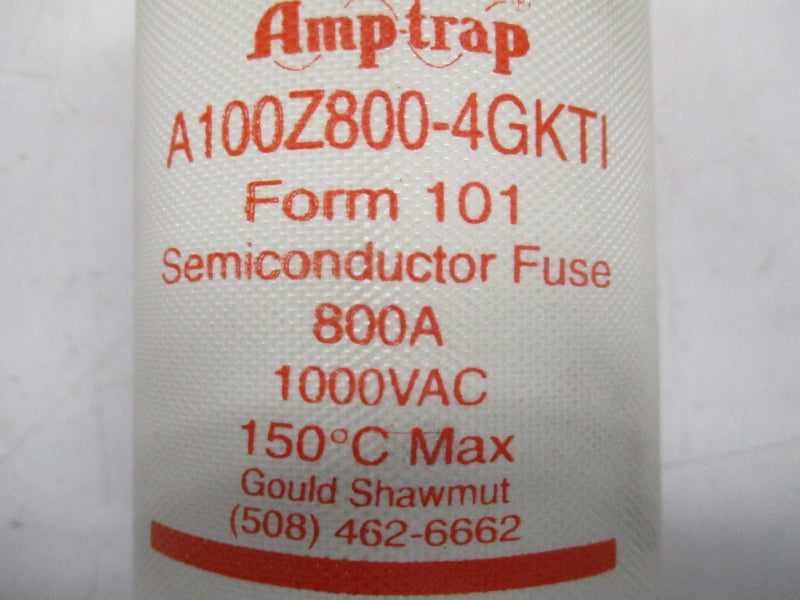 Amp-trap®
A100Z800-4GKTI
Form 101
Semiconductor Fuse
800A
1000VAC
150°C Max
Gould Shawmut
(508) 462-6662